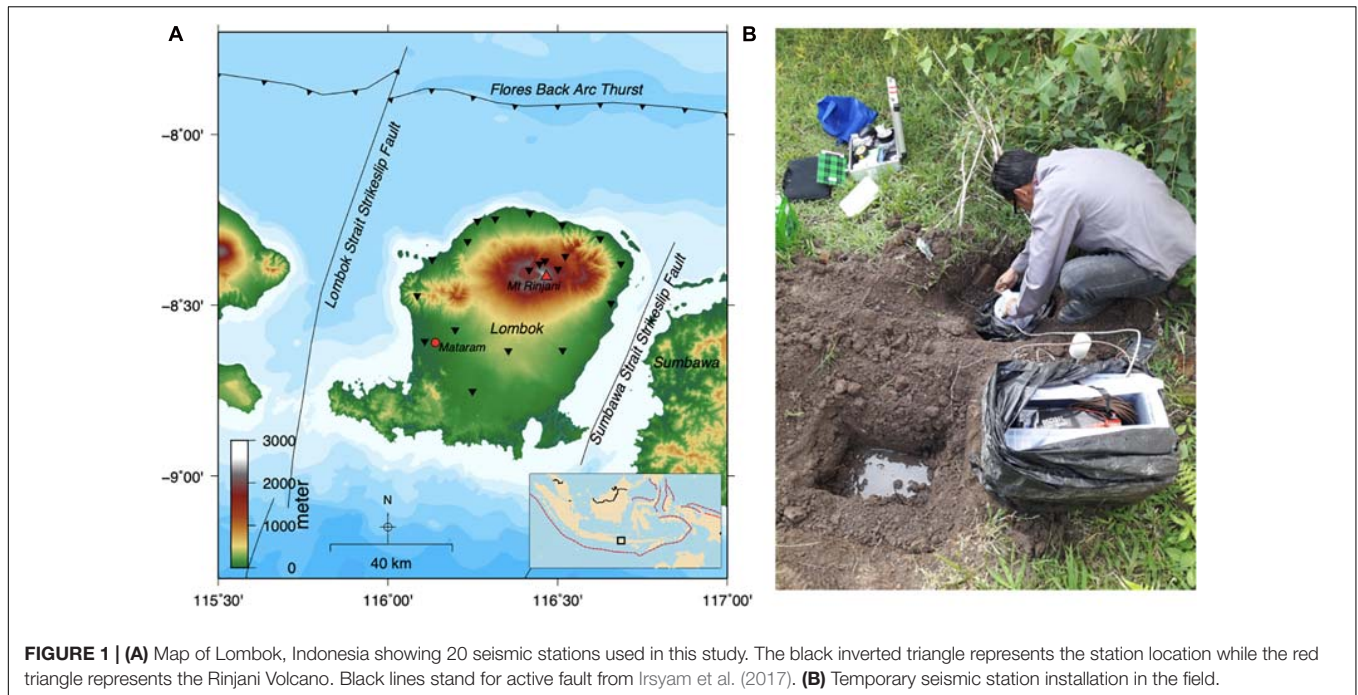 A
B
Flores Back Arc Thurst
−8°00'
Lombok Strait Strikeslip Fault
Mt Rinjani
−8°30'
Lombok
Mataram
Sumbawa Strait Strikeslip Fault
Sumbawa
3000
2000
1000
0
meter
−9°00'
N
40 km
115°30'
116°00'
116°30'
117°00'
FIGURE 1 | (A) Map of Lombok, Indonesia showing 20 seismic stations used in this study. The black inverted triangle represents the station location while the red
triangle represents the Rinjani Volcano. Black lines stand for active fault from Irsyam et al. (2017). (B) Temporary seismic station installation in the field.